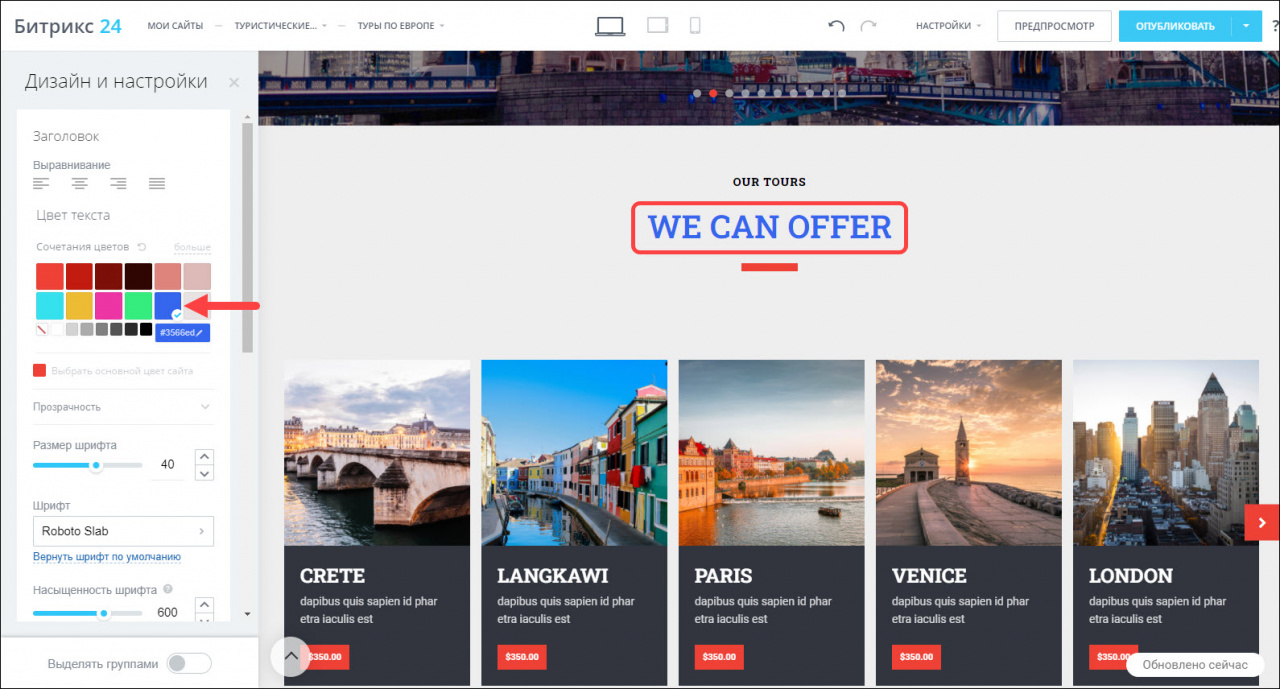 Битрикс 24
МОИ САЙТЫ – ТУРИСТИЧЕСКИЕ... – ТУРЫ ПО ЕВРОПЕ
НАСТРОЙКИ
ПРЕДПРОСМОТР
ОПУБЛИКОВАТЬ
?
Дизайн и настройки
Заголовок
Выравнивание
Цвет текста
Сочетания цветов
больше
#3566ed
Выбрать основной цвет сайта
Прозрачность
Размер шрифта
40
Шрифт
Roboto Slab
Вернуть шрифт по умолчанию
Насыщенность шрифта
?
600
Выделять группами
OUR TOURS
WE CAN OFFER
CRETE
dapibus quis sapien id phar
etra iaculis est
$350.00
LANGKAWI
dapibus quis sapien id phar
etra iaculis est
$350.00
PARIS
dapibus quis sapien id phar
etra iaculis est
$350.00
VENICE
dapibus quis sapien id phar
etra iaculis est
$350.00
LONDON
dapibus quis sapien id phar
etra iaculis est
$350.00
Обновлено сейчас